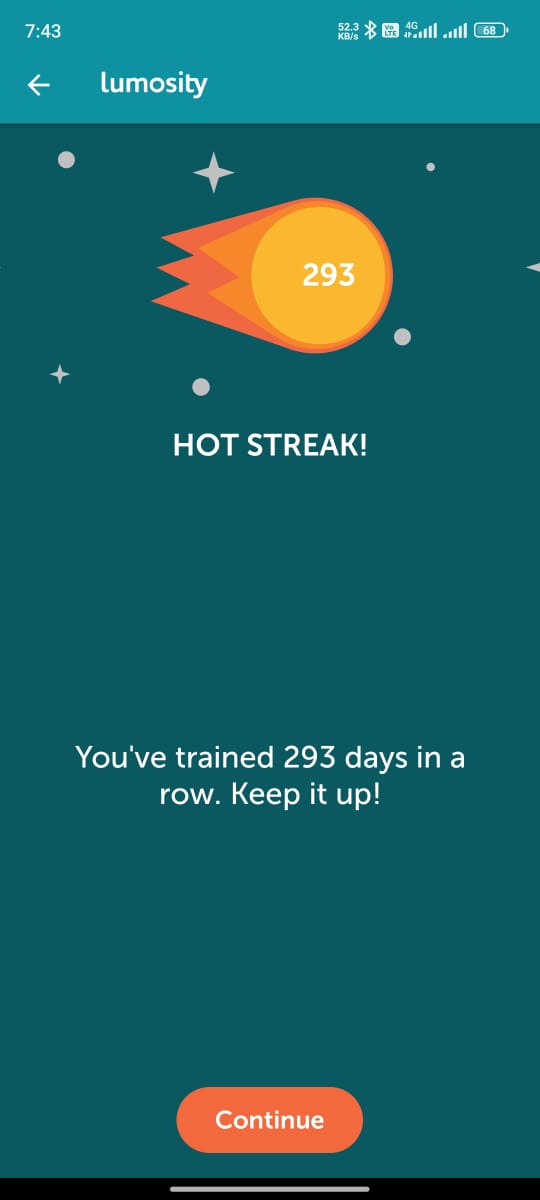 7:43
52.3
KB/s
Vo
LTE
4G
68
lumosity
293
HOT STREAK!
You've trained 293 days in a
row. Keep it up!
Continue